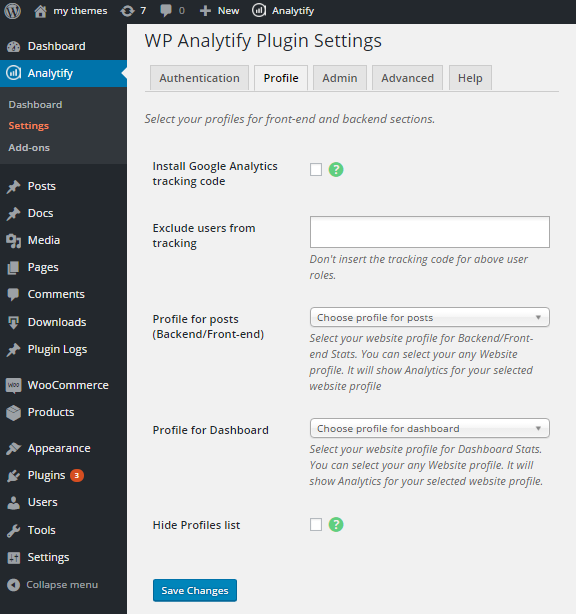 my themes 7 0 + New Analytify
Dashboard
Analytify
Dashboard
Settings
Add-ons
Posts
Docs
Media
Pages
Comments
Downloads
Plugin Logs
WOO WooCommerce
Products
Appearance
Plugins 3
Users
Tools
Settings
Collapse menu
WP Analytify Plugin Settings
Authentication Profile Admin Advanced Help
Select your profiles for front-end and backend sections.
Install Google Analytics
tracking code
?
Exclude users from
tracking
Don't insert the tracking code for above user
roles.
Profile for posts
(Backend/Front-end)
Choose profile for posts
Select your website profile for Backend/Front-
end Stats. You can select your any Website
profile. It will show Analytics for your selected
website profile
Profile for Dashboard
Choose profile for dashboard
Select your website profile for Dashboard Stats.
You can select your any Website profile. It will
show Analytics for your selected website profile.
Hide Profiles list
?
Save Changes